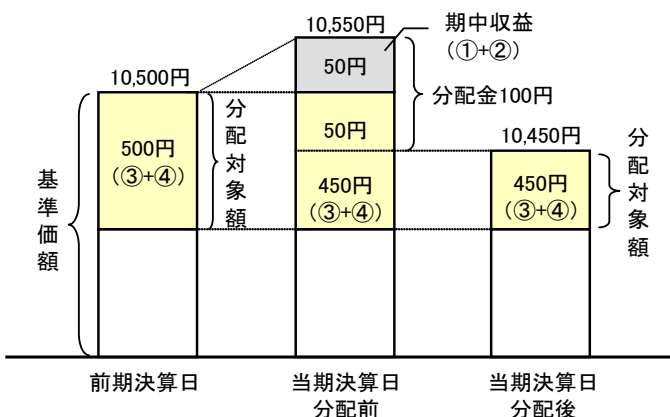 10,550円
期中収益
(①+②)
10,500円
50円
分配金100円
500円
(③+④)
分配対象額
50円
10,450円
450円
(③+④)
450円
(③+④)
分配対象額
基準価額
前期決算日
当期決算日
分配前
当期決算日
分配後